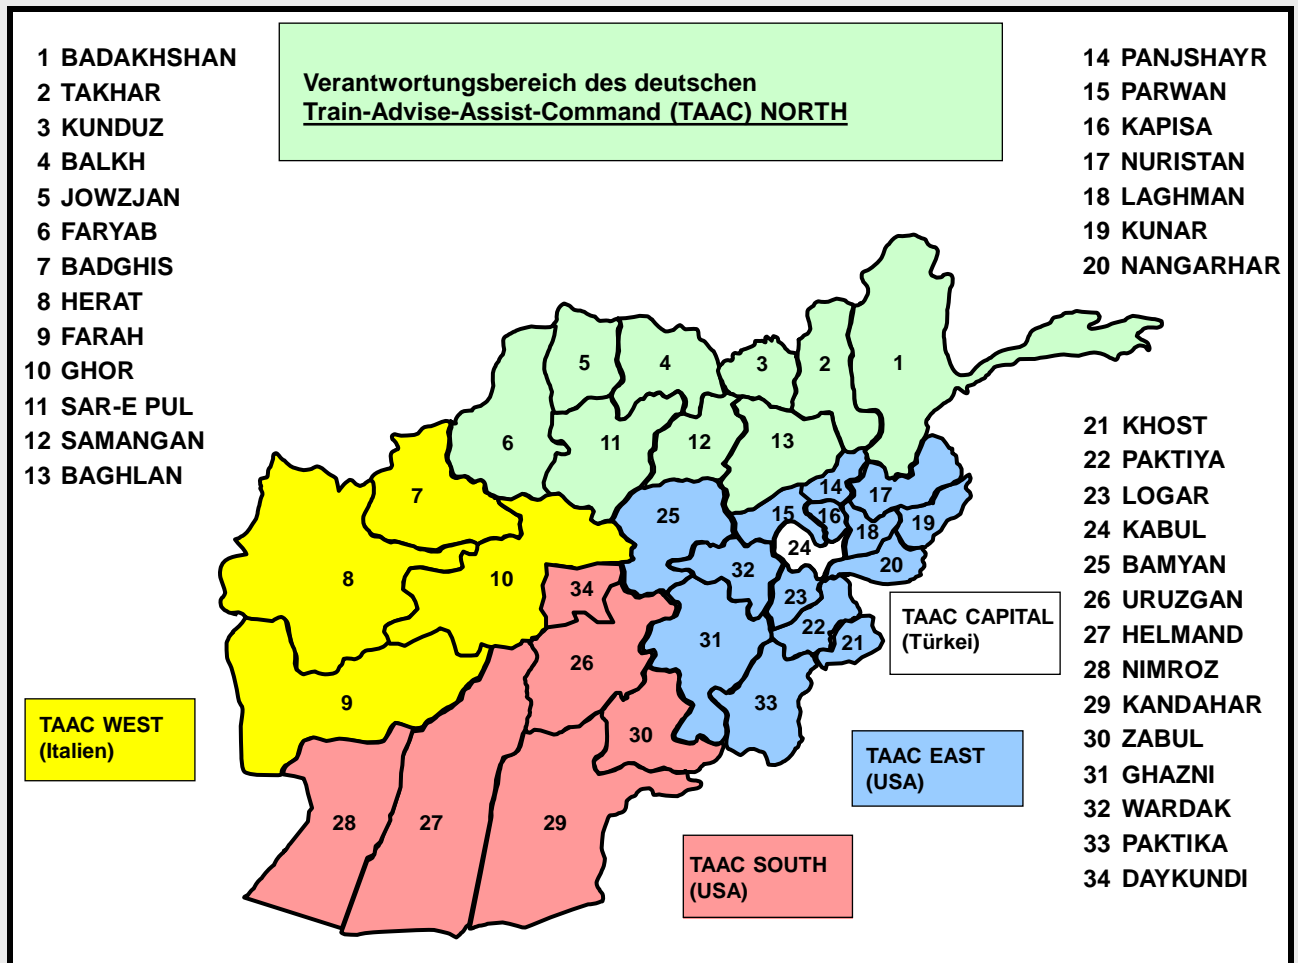 1 BADAKHSHAN
2 TAKHAR
3 KUNDUZ
4 BALKH
5 JOWZJAN
6 FARYAB
7 BADGHIS
8 HERAT
9 FARAH
10 GHOR
11 SAR-E PUL
12 SAMANGAN
13 BAGHLAN
Verantwortungsbereich des deutschen
Train-Advise-Assist-Command (TAAC) NORTH
14 PANJSHAYR
15 PARWAN
16 KAPISA
17 NURISTAN
18 LAGHMAN
19 KUNAR
20 NANGARHAR
21 KHOST
22 PAKTIYA
23 LOGAR
24 KABUL
25 BAMYAN
26 URUZGAN
27 HELMAND
28 NIMROZ
29 KANDAHAR
30 ZABUL
31 GHAZNI
32 WARDAK
33 PAKTIKA
34 DAYKUNDI
5
4
3
2
1
6
11
12
13
7
14
17
25
15
16
18
19
24
20
8
10
34
32
23
22
21
31
26
9
33
30
28
27
29
TAAC CAPITAL
(Türkei)
TAAC WEST
(Italien)
TAAC EAST
(USA)
TAAC SOUTH
(USA)